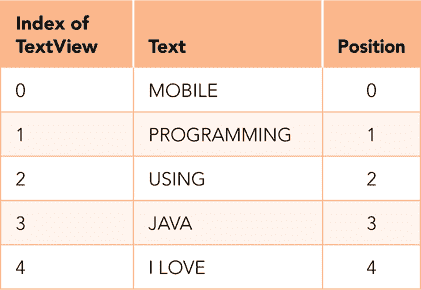 Index of TextView Text Position
0 MOBILE 0
1 PROGRAMMING 1
2 USING 2
3 JAVA 3
4 I LOVE 4